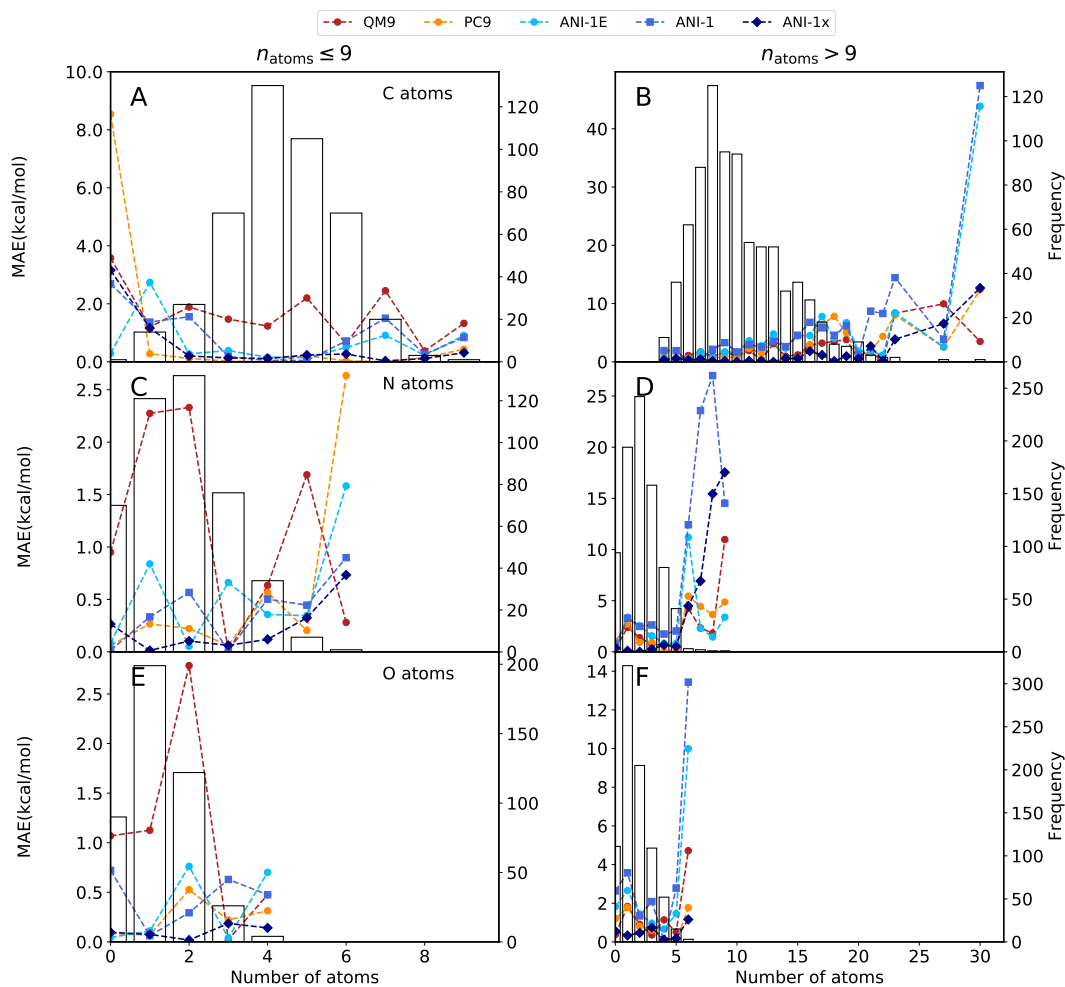 QM9 PC9 ANI-1E ANI-1 ANI-1x
n_atoms ≤ 9 n_atoms > 9
A C atoms B
10.0 8.0 6.0 4.0 2.0 0.0
MAE(kcal/mol)
120 100 80 60 40 20 0
40 30 20 10 0
120 100 80 60 40 20 0
Frequency
C N atoms D
2.5 2.0 1.5 1.0 0.5 0.0
MAE(kcal/mol)
120 100 80 60 40 20 0
25 20 15 10 5 0
250 200 150 100 50 0
Frequency
E O atoms F
2.5 2.0 1.5 1.0 0.5 0.0
MAE(kcal/mol)
200 150 100 50 0
14 12 10 8 6 4 2 0
300 250 200 150 100 50 0
Frequency
0 2 4 6 8
Number of atoms
0 5 10 15 20 25 30
Number of atoms